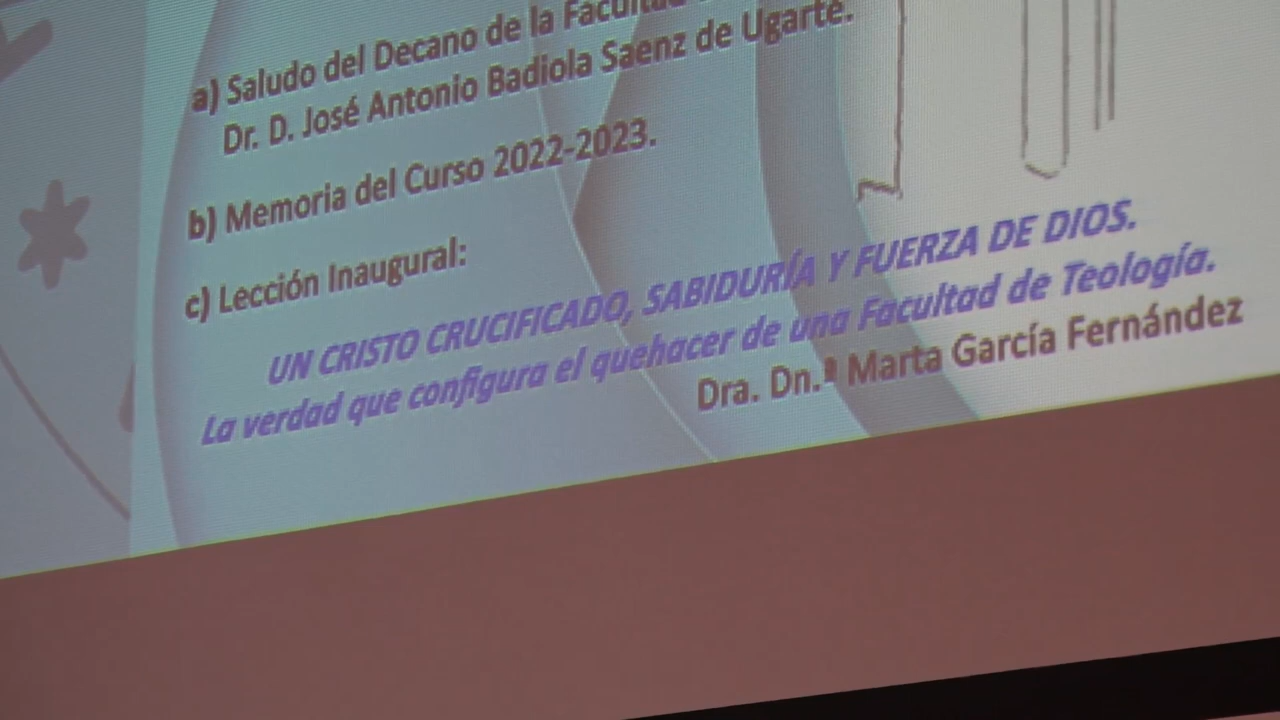 a) Saludo del Decano de la Facultad
Dr. D. José Antonio Badiola Saenz de Ugarte.
b) Memoria del Curso 2022-2023.
c) Lección Inaugural:
UN CRISTO CRUCIFICADO, SABIDURÍA Y FUERZA DE DIOS.
La verdad que configura el quehacer de una Facultad de Teología.
Dra. Dn.ª Marta García Fernández